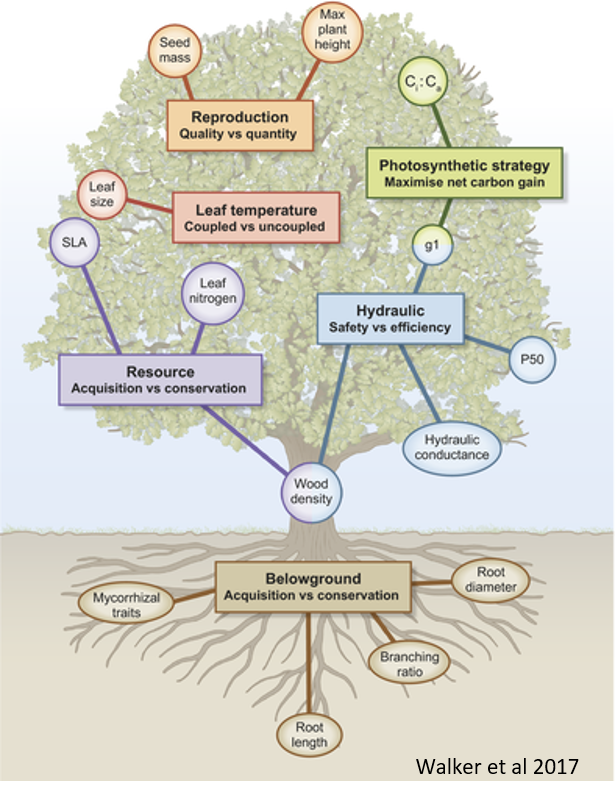 Seed
mass
Max
plant
height
Reproduction
Quality vs quantity
Ci:Ca
Photosynthetic strategy
Maximise net carbon gain
Leaf
size
Leaf temperature
Coupled vs uncoupled
SLA
g1
Leaf
nitrogen
Hydraulic
Safety vs efficiency
P50
Resource
Acquisition vs conservation
Hydraulic
conductance
Wood
density
Belowground
Acquisition vs conservation
Root
diameter
Mycorrhizal
traits
Branching
ratio
Root
length
Walker et al 2017